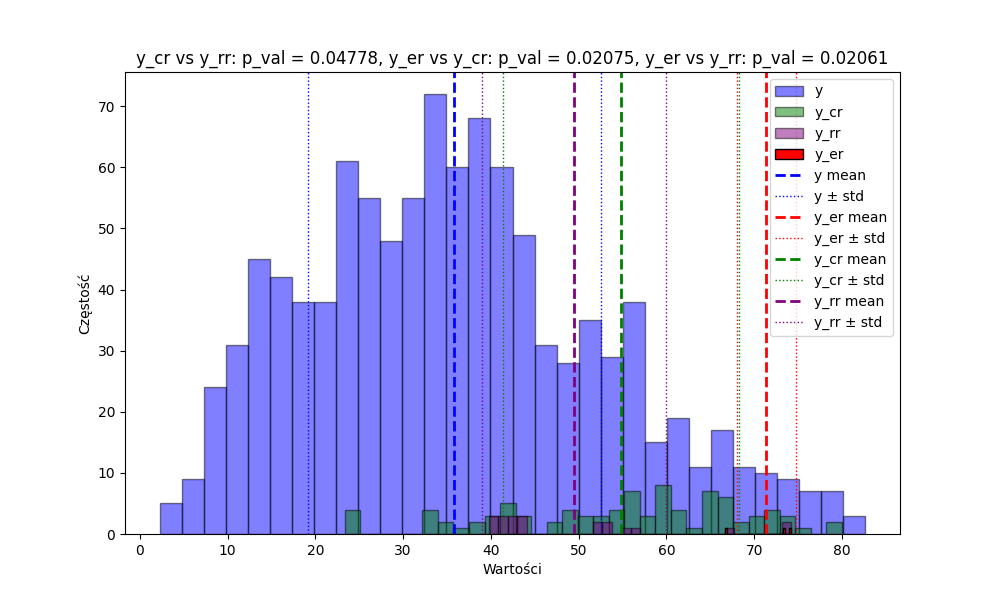 y_cr vs y_rr: p_val = 0.04778, y_er vs y_cr: p_val = 0.02075, y_er vs y_rr: p_val = 0.02061
70
60
50
40
30
20
10
0
Częstość
0 10 20 30 40 50 60 70 80
Wartości
y
y_cr
y_rr
y_er
y mean
y ± std
y_er mean
y_er ± std
y_cr mean
y_cr ± std
y_rr mean
y_rr ± std